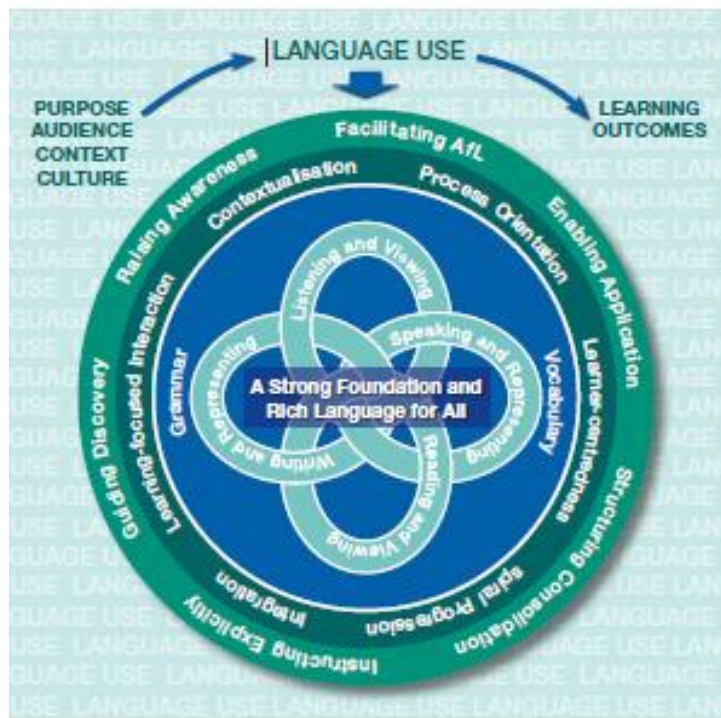 LANGUAGE USE
PURPOSE
AUDIENCE
CONTEXT
CULTURE
LEARNING
OUTCOMES
Facilitating AfL
Enabling Application
Structuring Consolidation
Instructing Explicitly
Guiding Discovery
Raising Awareness
Contextualisation
Process Orientation
Learner-centredness
Spiral Progression
Integration
Learning-focused Interaction
Listening and Viewing
Speaking and Representing
Reading and Viewing
Writing and Representing
Grammar
Vocabulary
A Strong Foundation and
Rich Language for All